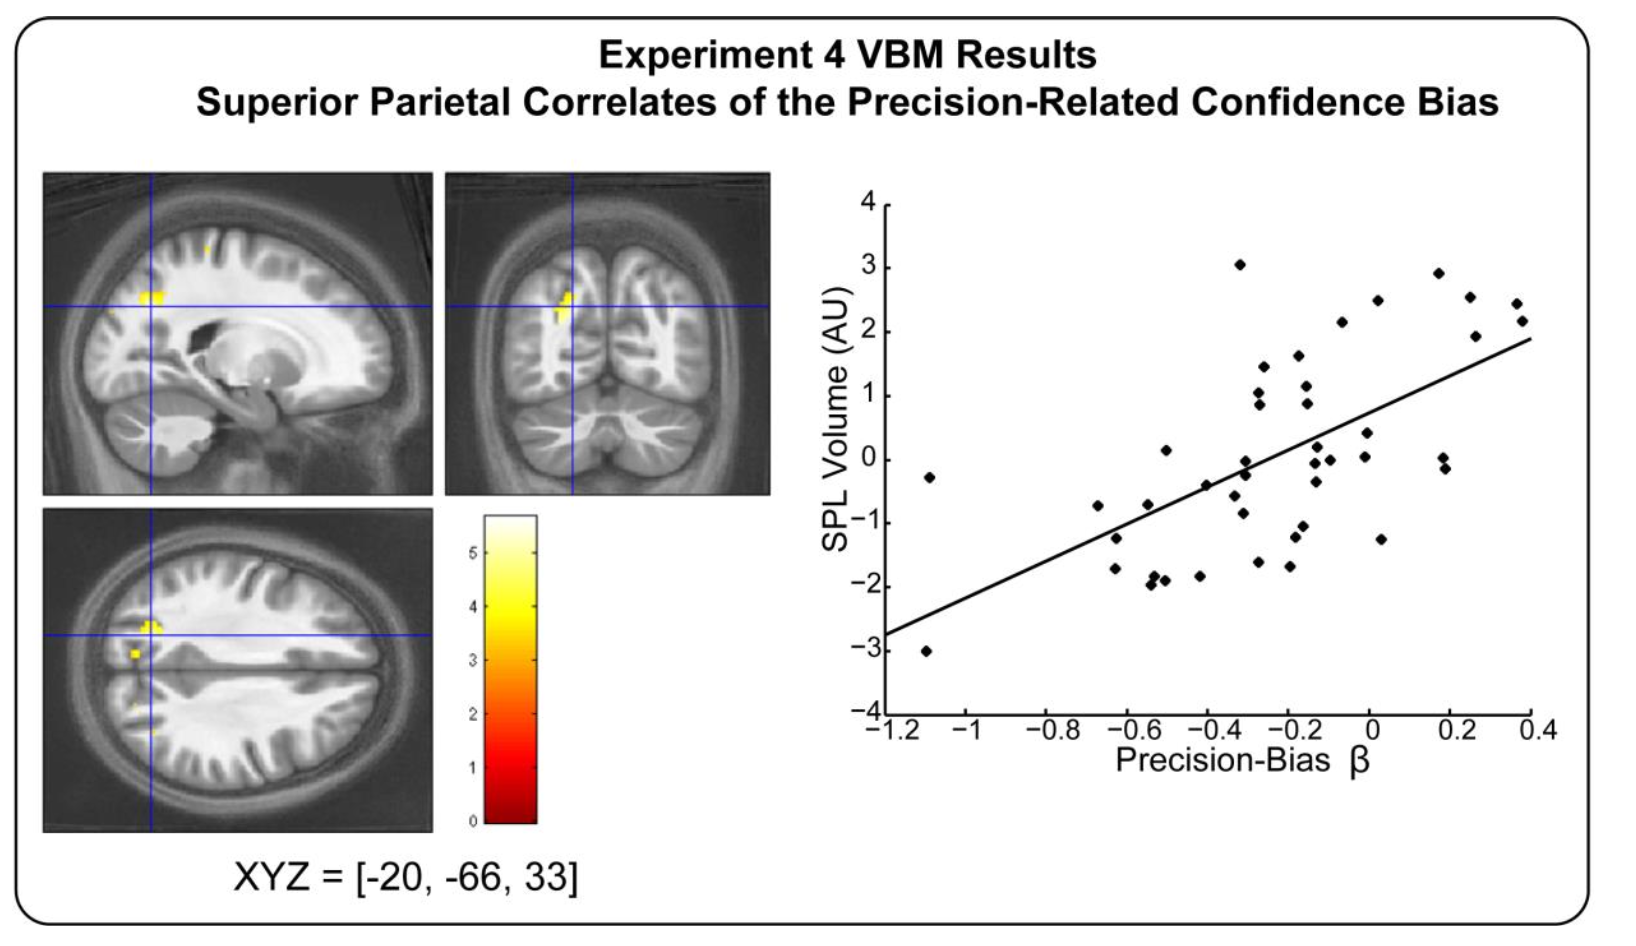 Experiment 4 VBM Results
Superior Parietal Correlates of the Precision-Related Confidence Bias
5
4
3
2
1
0
XYZ = [-20, -66, 33]
SPL Volume (AU)
4
3
2
1
0
−1
−2
−3
−4
−1.2 −1 −0.8 −0.6 −0.4 −0.2 0 0.2 0.4
Precision-Bias β